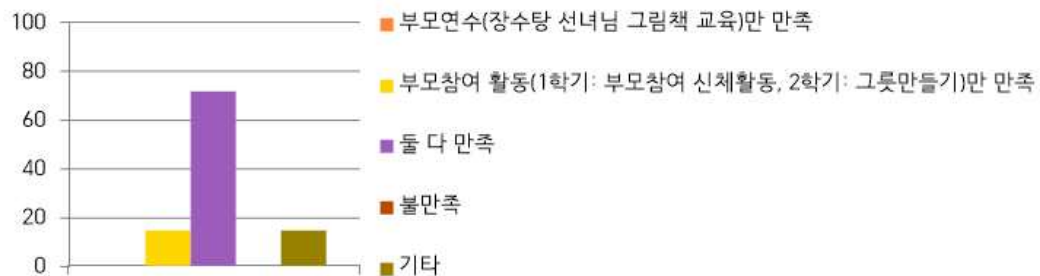 100
80
60
40
20
0
부모연수(장수탕 선녀님 그림책 교육)만 만족
부모참여 활동(1학기: 부모참여 신체활동, 2학기: 그릇만들기)만 만족
둘 다 만족
불만족
기타